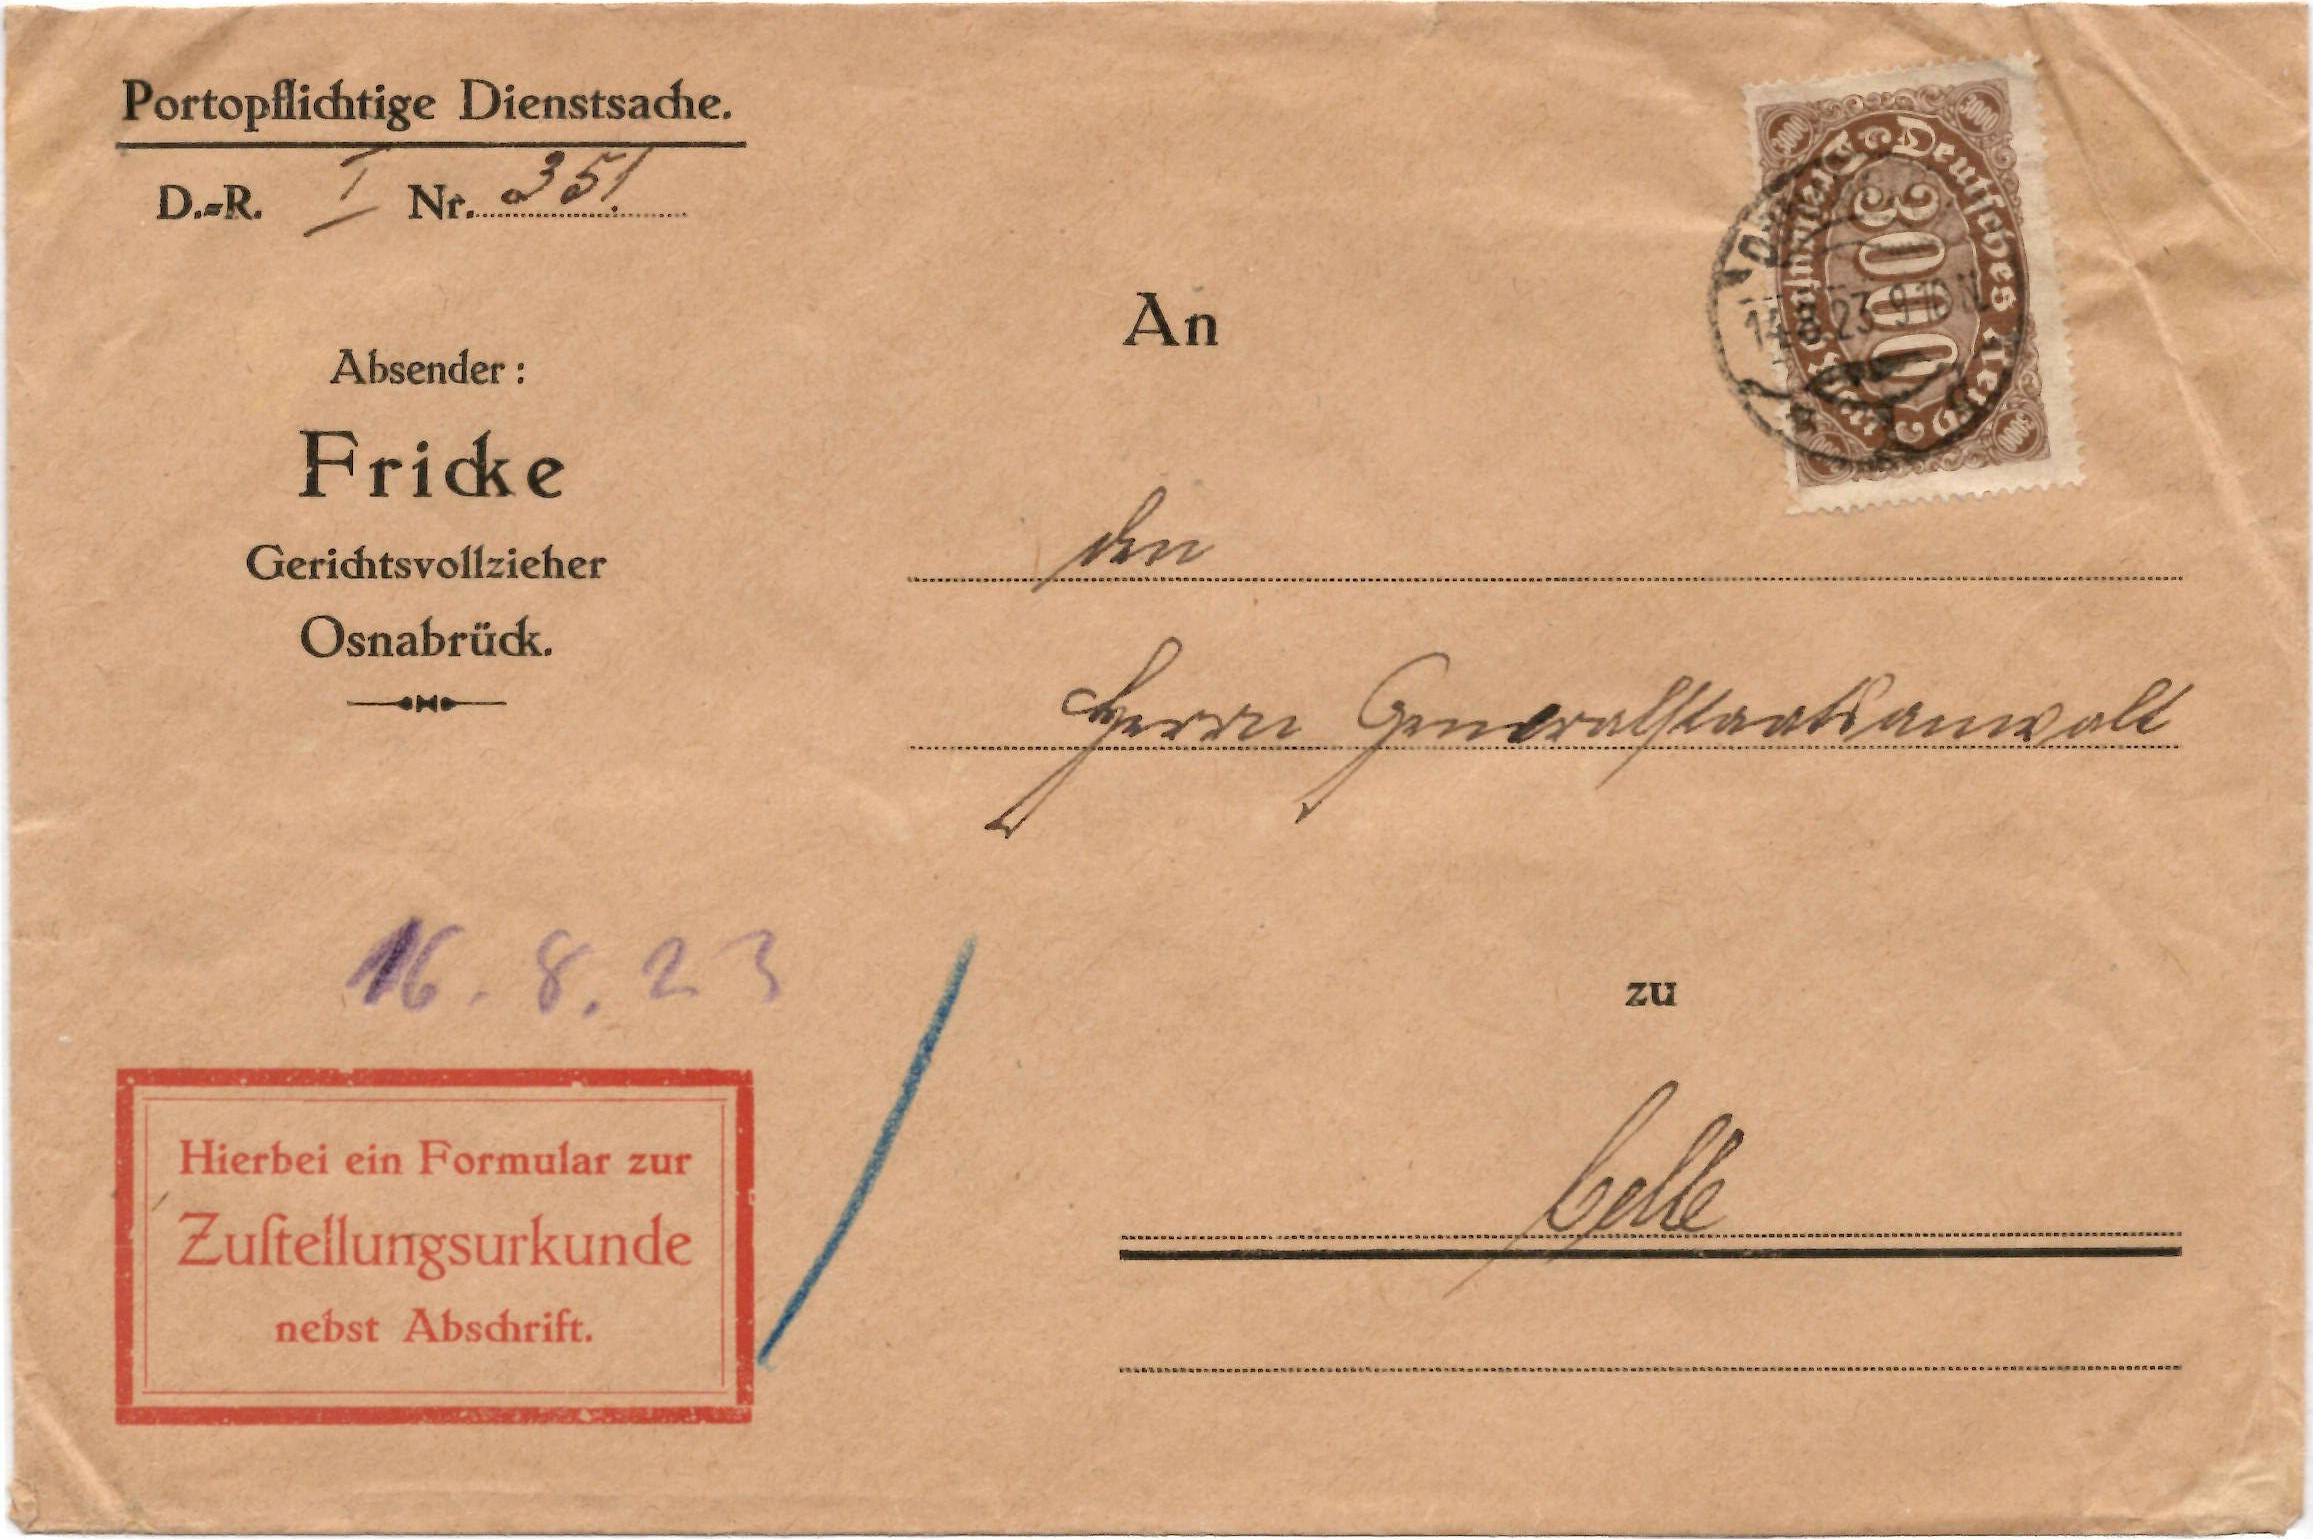 Portopflichtige Dienstsache.
D.=R. I Nr. 351
Absender:
Fricke
Gerichtsvollzieher
Osnabrück.
3000
Deutsches Reich
An
den
Herrn Generalstaatsanwalt
zu
Celle
16.8.23
Hierbei ein Formular zur
Zuſtellungsurkunde
nebst Abschrift.